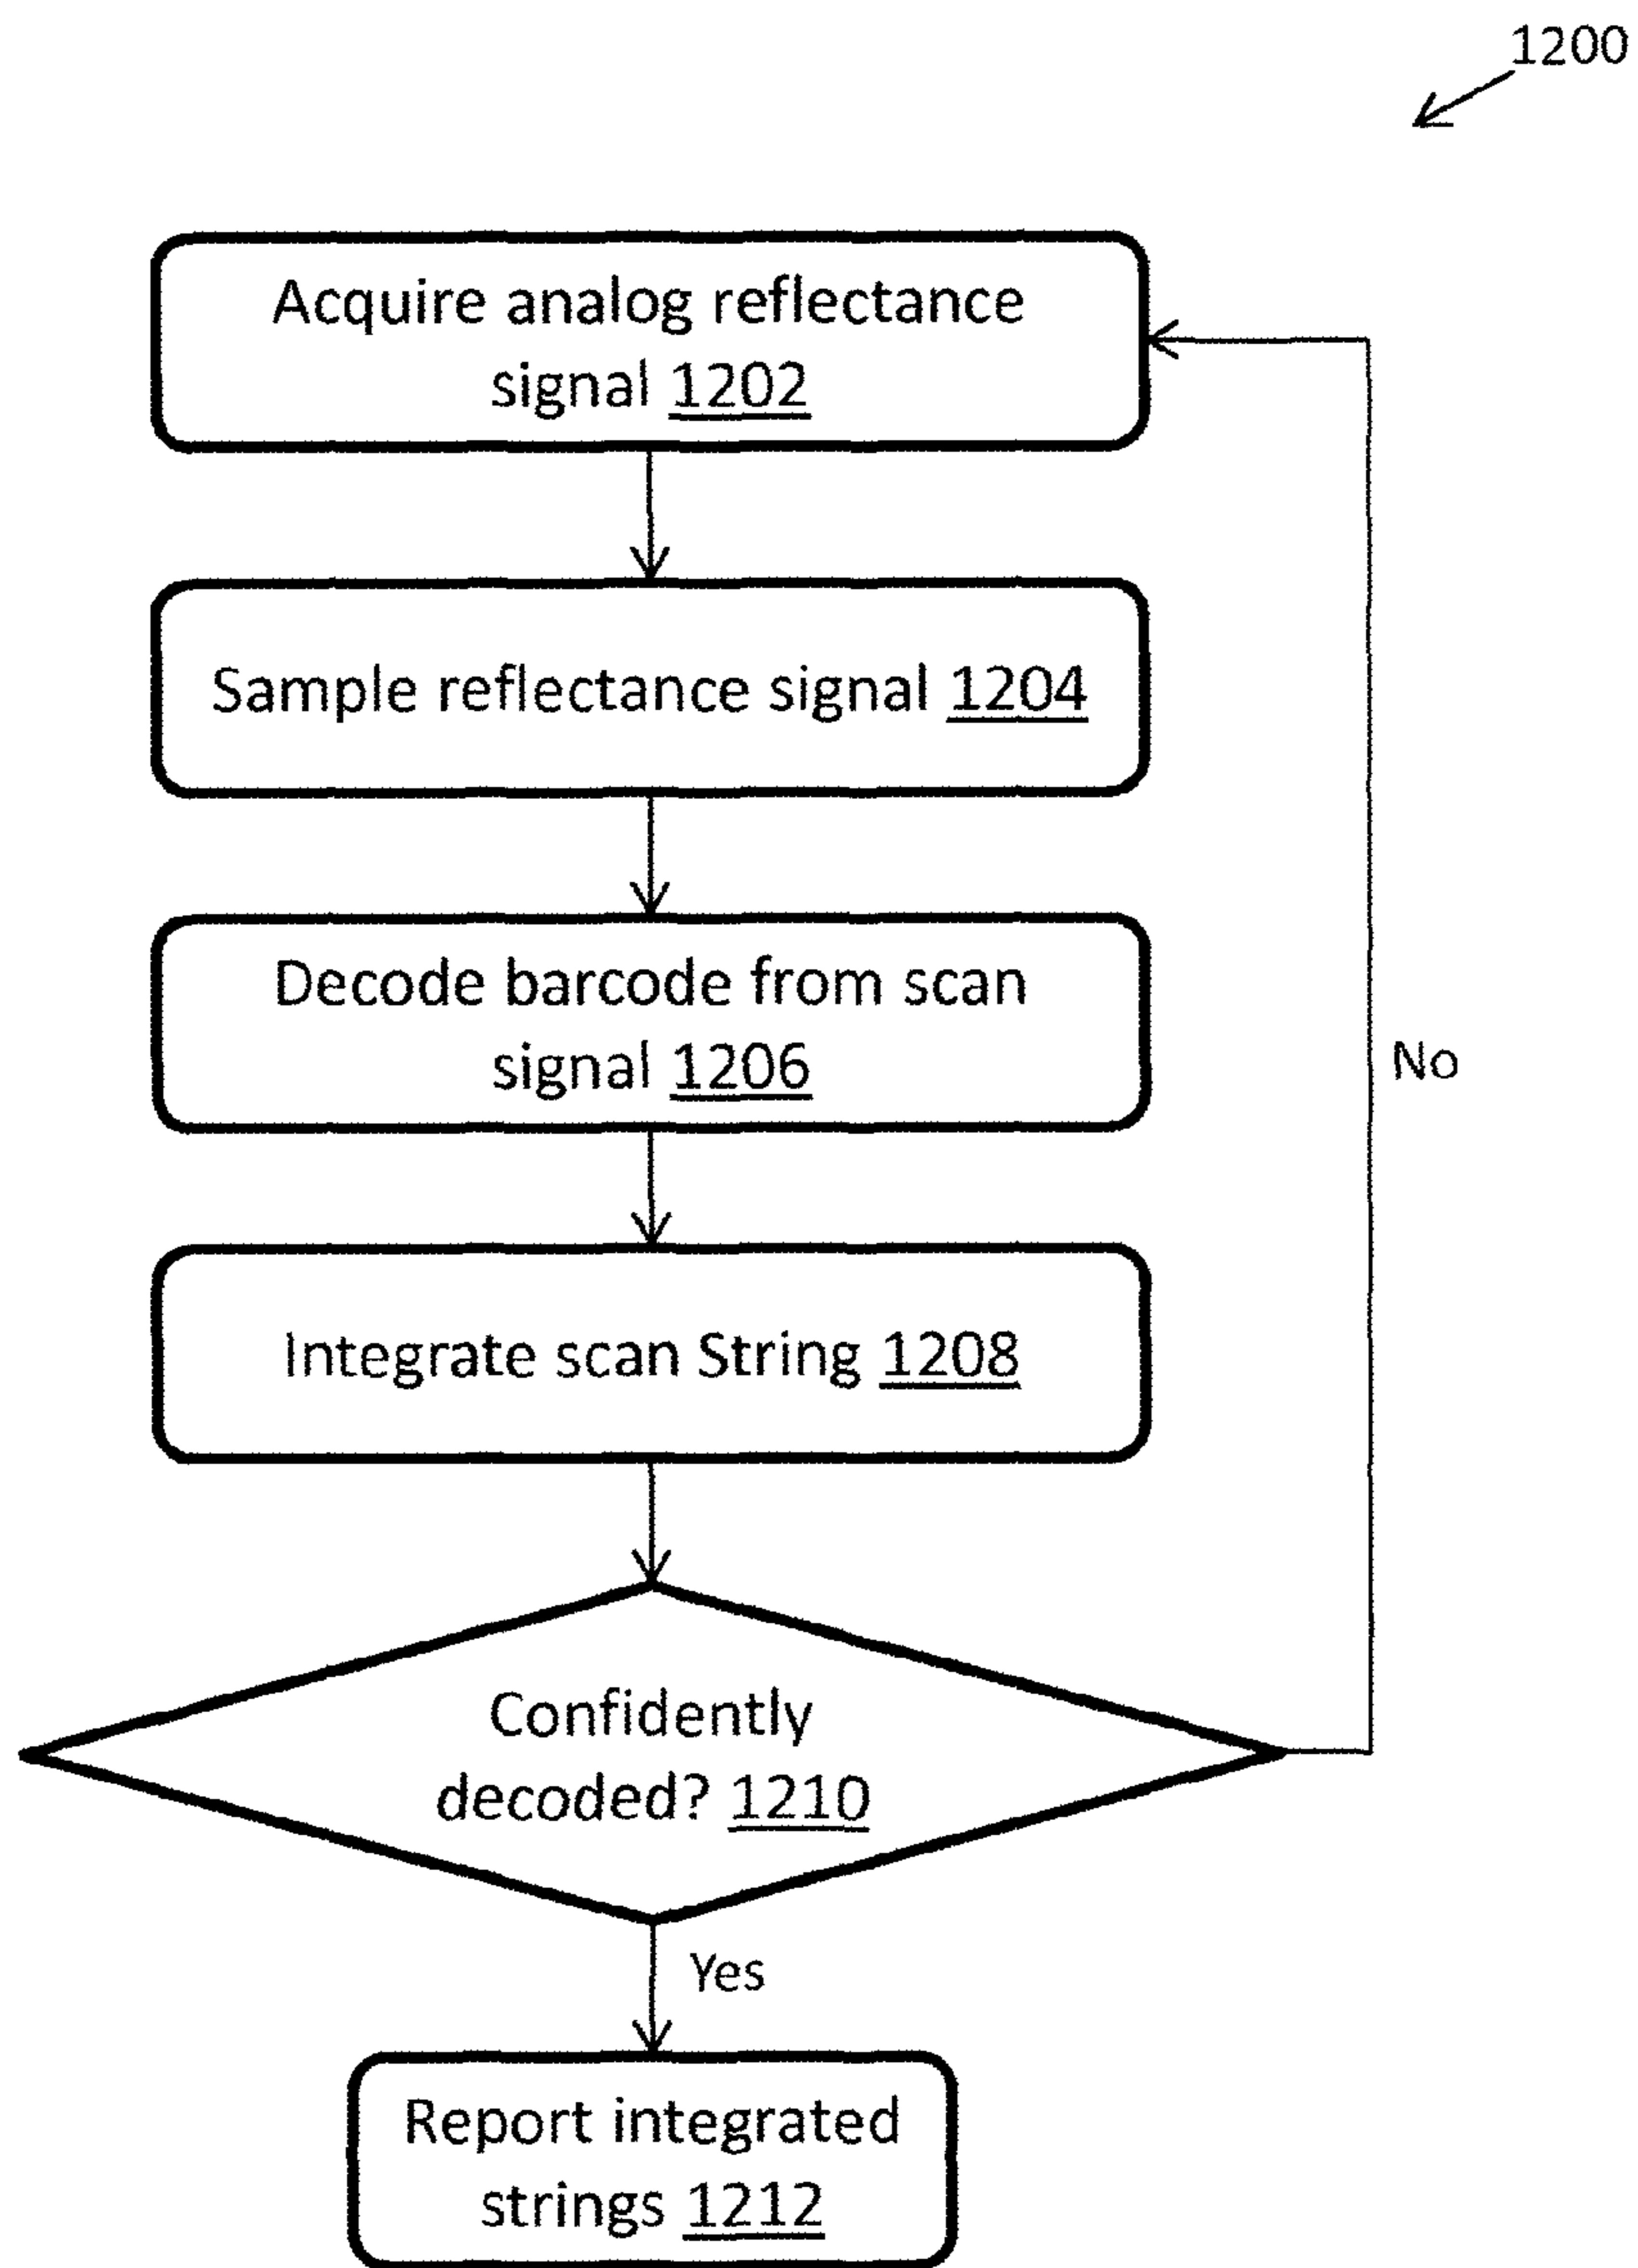 1200
Acquire analog reflectance
signal 1202
Sample reflectance signal 1204
Decode barcode from scan
signal 1206
No
Integrate scan String 1208
Confidently
decoded? 1210
Yes
Report integrated
strings 1212